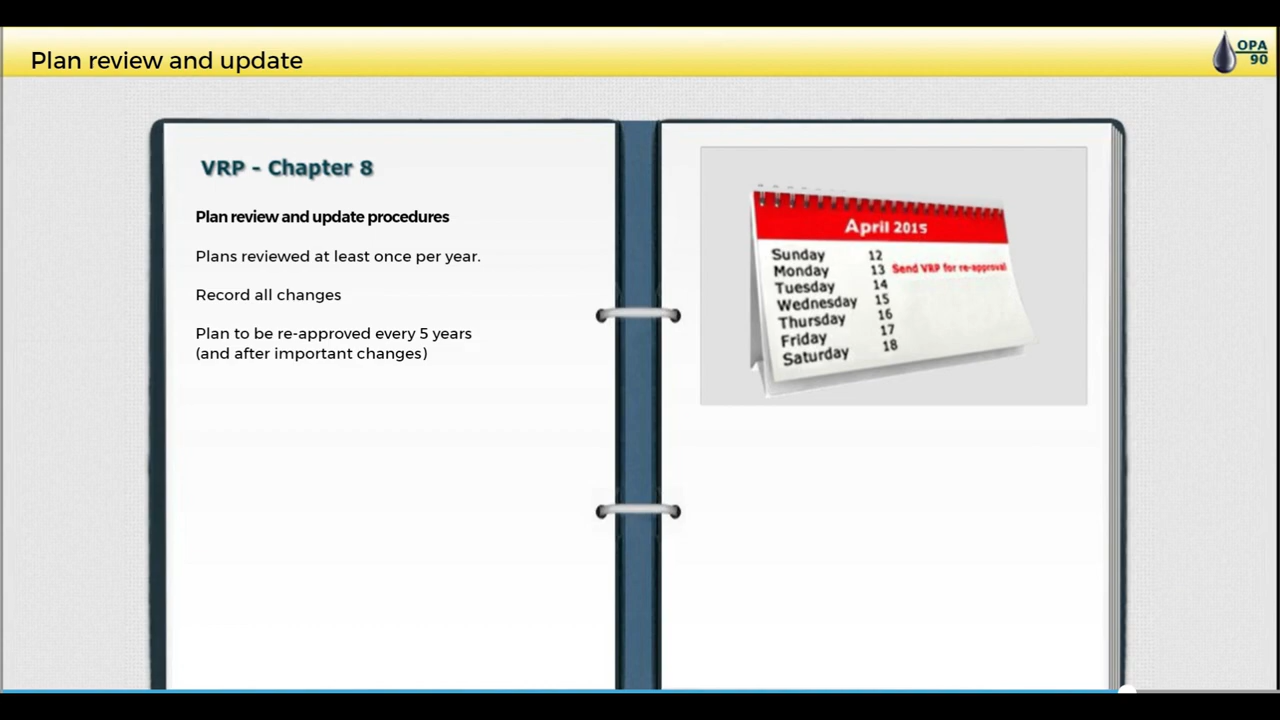 Plan review and update
OPA
90
VRP - Chapter 8
Plan review and update procedures
Plans reviewed at least once per year.
Record all changes
Plan to be re-approved every 5 years
(and after important changes)
April 2015
Sunday 12
Monday 13 Send VRP for re-approval
Tuesday 14
Wednesday 15
Thursday 16
Friday 17
Saturday 18